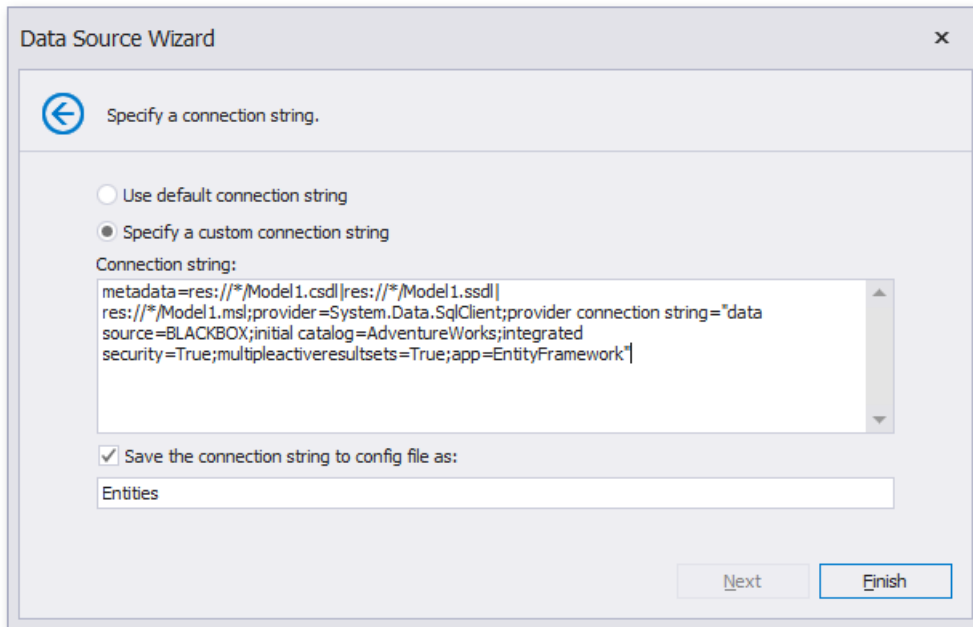 Data Source Wizard
Specify a connection string.
Use default connection string
Specify a custom connection string
Connection string:
metadata=res://*/Model1.csdl|res://*/Model1.ssdl|
res://*/Model1.msl;provider=System.Data.SqlClient;provider connection string="data
source=BLACKBOX;initial catalog=AdventureWorks;integrated
security=True;multipleactiveresultsets=True;app=EntityFramework"
Save the connection string to config file as:
Entities
Next
Finish